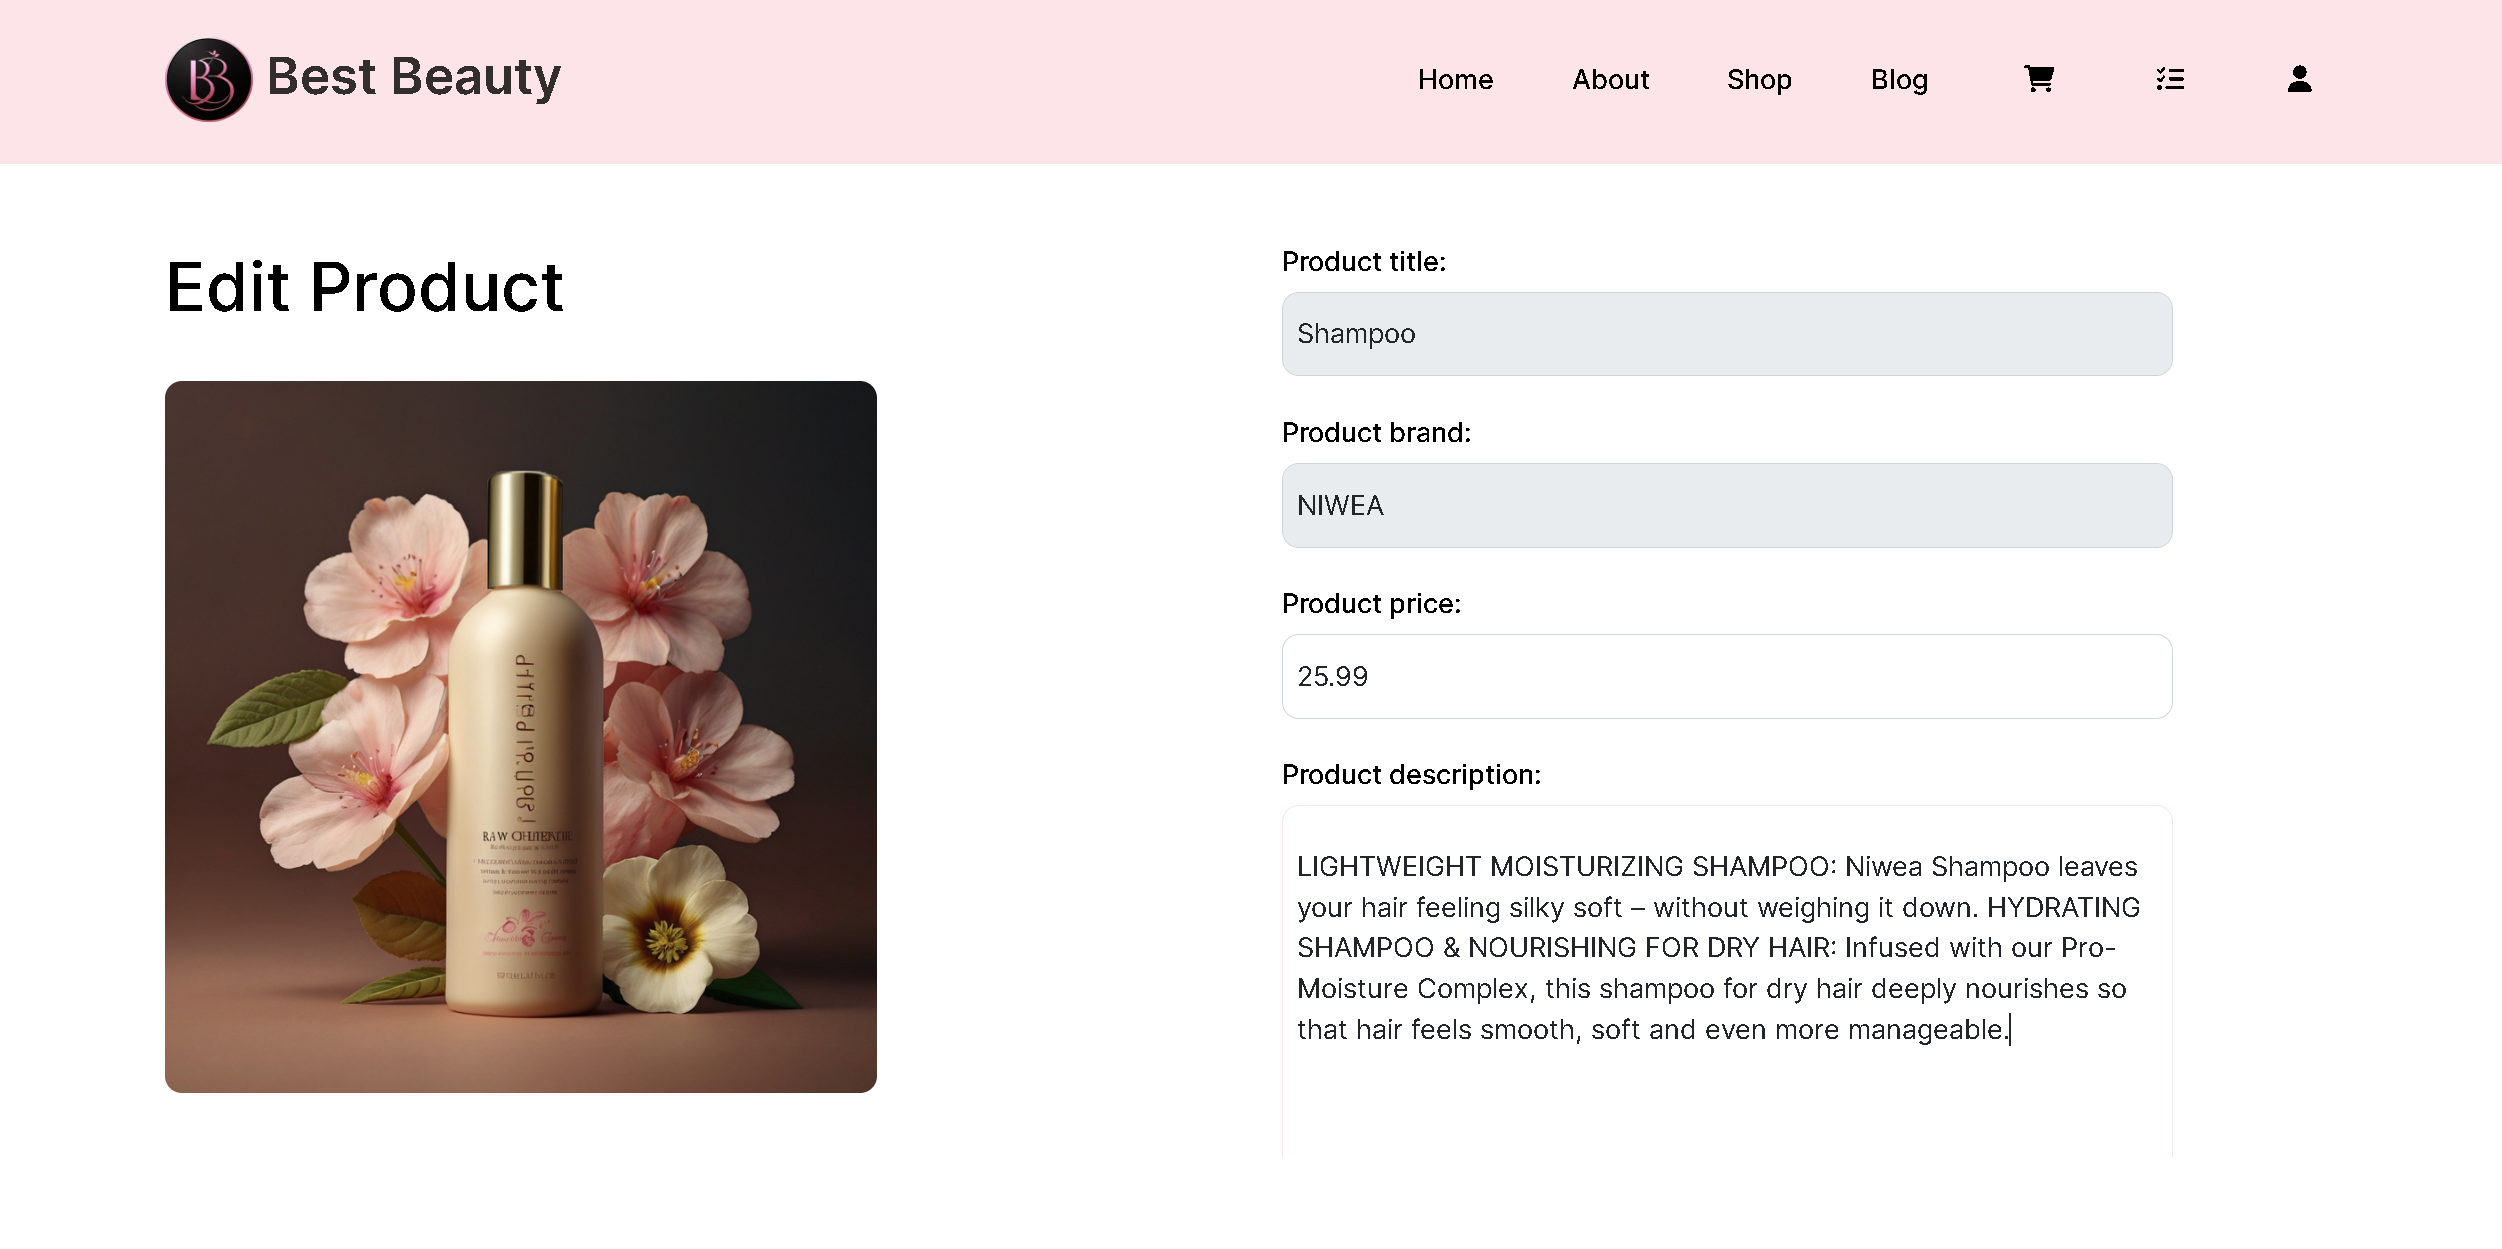 Best Beauty
Home About Shop Blog
Edit Product
Product title:
Shampoo
Product brand:
NIWEA
Product price:
25.99
Product description:
LIGHTWEIGHT MOISTURIZING SHAMPOO: Niwea Shampoo leaves
your hair feeling silky soft – without weighing it down. HYDRATING
SHAMPOO & NOURISHING FOR DRY HAIR: Infused with our Pro-
Moisture Complex, this shampoo for dry hair deeply nourishes so
that hair feels smooth, soft and even more manageable.
RAW